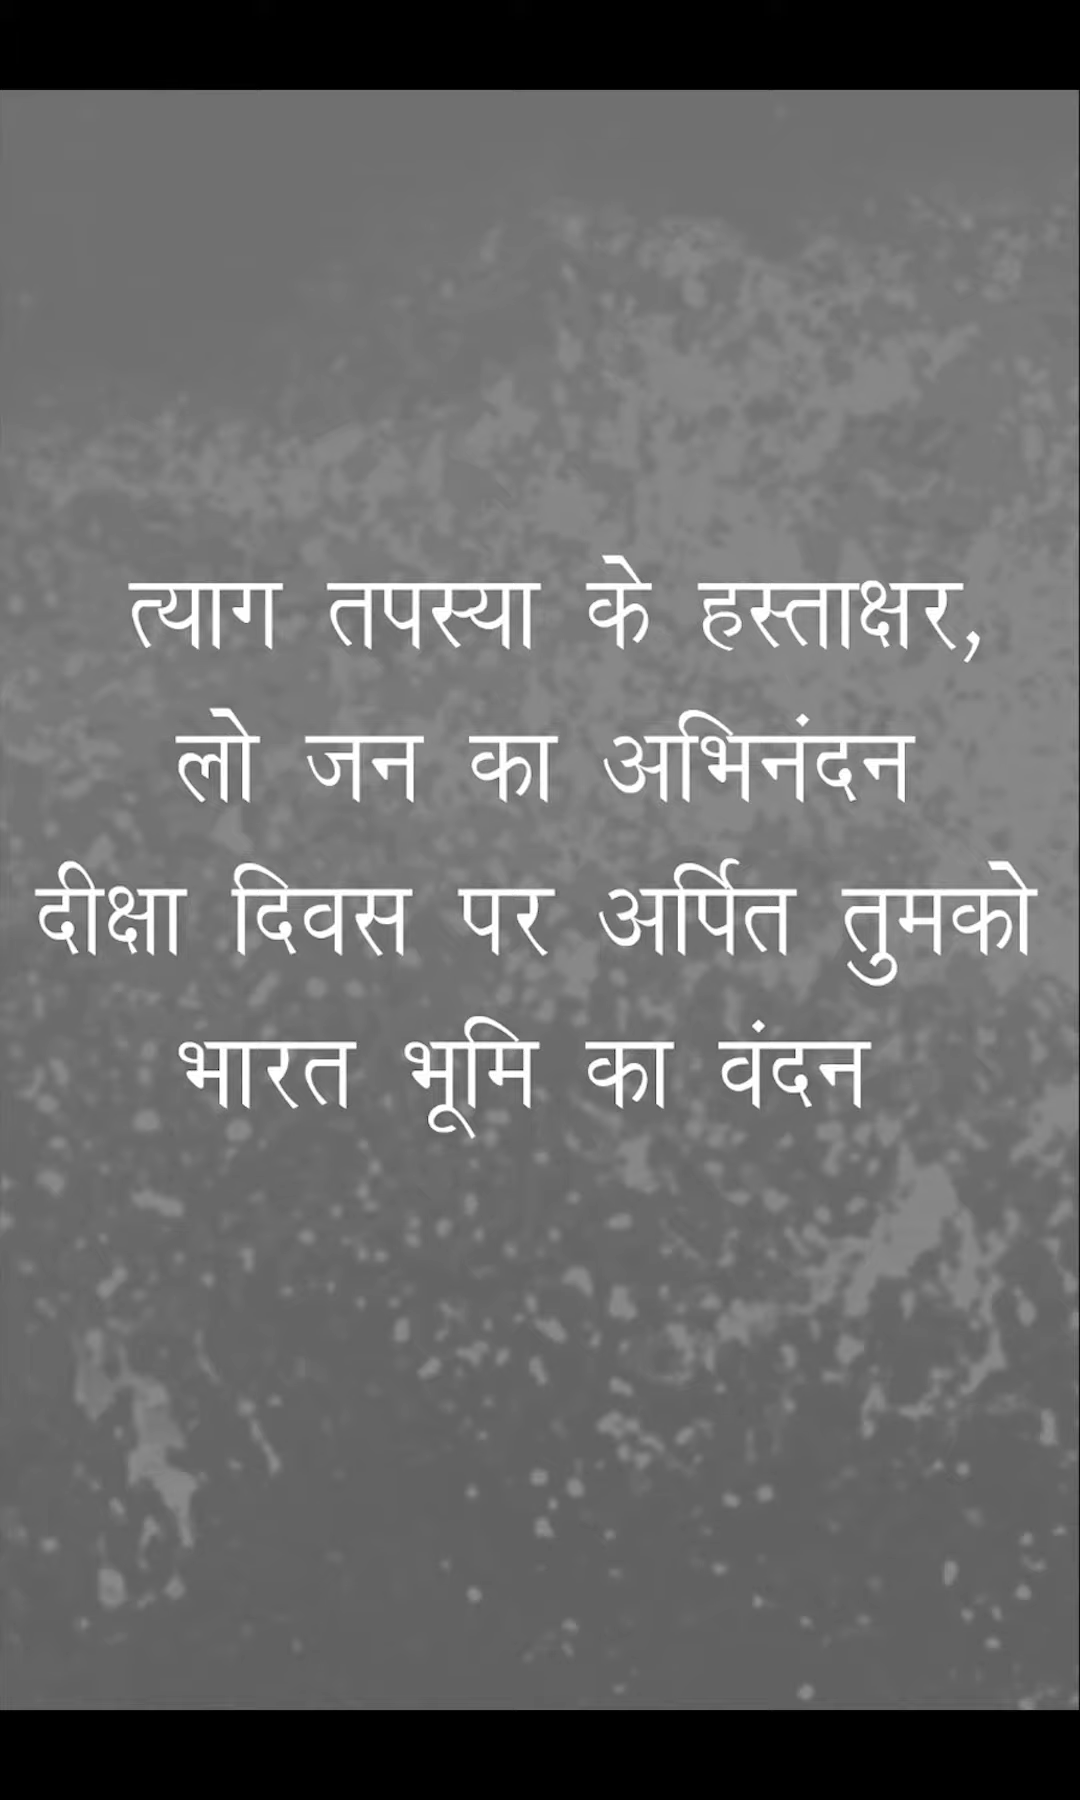 त्याग तपस्या के हस्ताक्षर,
लो जन का अभिनंदन
दीक्षा दिवस पर अर्पित तुमको
भारत भूमि का वंदन